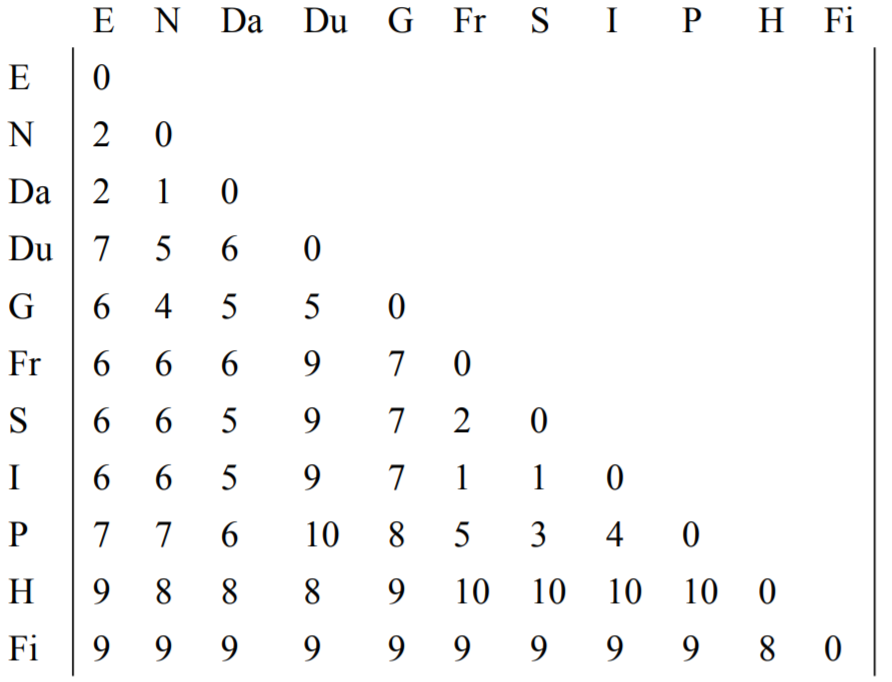 E N Da Du G Fr S I P H Fi
E 0
N 2 0
Da 2 1 0
Du 7 5 6 0
G 6 4 5 5 0
Fr 6 6 6 9 7 0
S 6 6 5 9 7 2 0
I 6 6 5 9 7 1 1 0
P 7 7 6 10 8 5 3 4 0
H 9 8 8 8 9 10 10 10 10 0
Fi 9 9 9 9 9 9 9 9 9 8 0